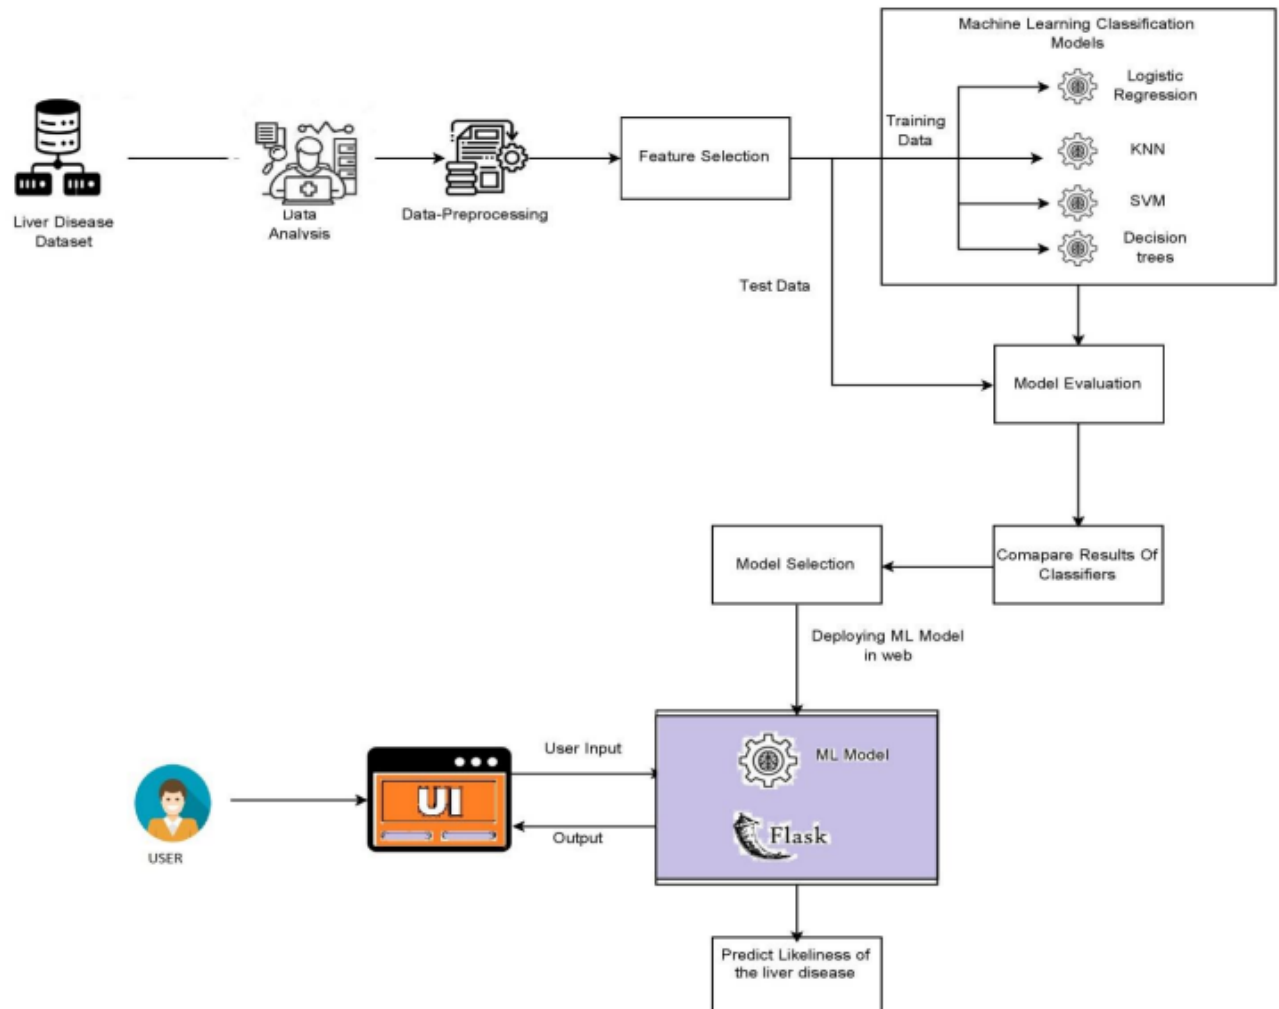 Machine Learning Classification
Models
Logistic
Regression
Training
Data
KNN
SVM
Decision
trees
Feature Selection
Liver Disease
Dataset
Data
Analysis
Data-Preprocessing
Test Data
Model Evaluation
Comapare Results Of
Classifiers
Model Selection
Deploying ML Model
in web
ML Model
Flask
User Input
Output
UI
USER
Predict Likeliness of
the liver disease